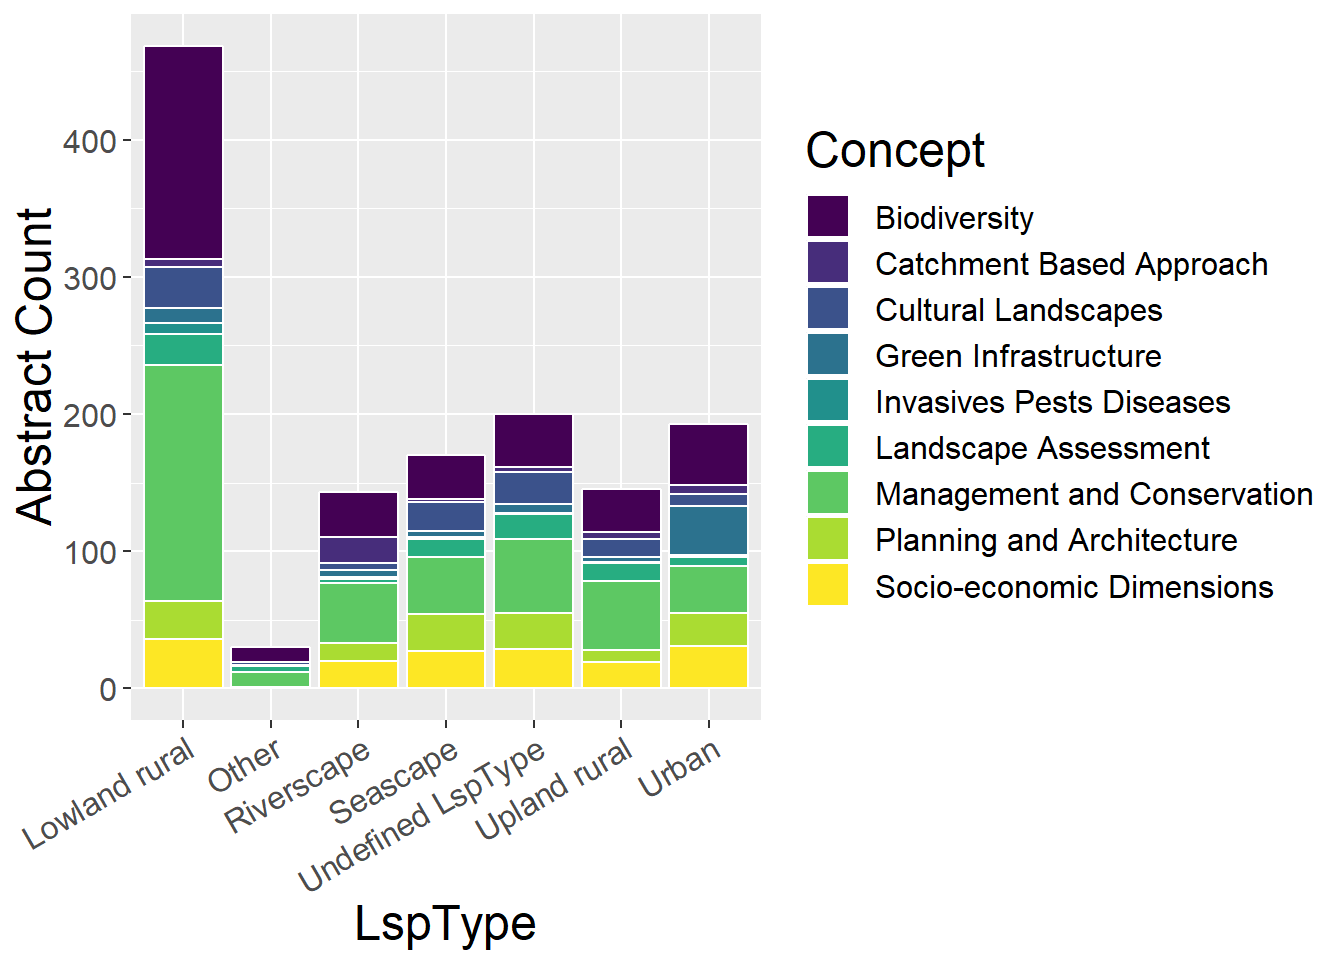 Abstract Count
400
300
200
100
0
Lowland rural
Other
Riverscape
Seascape
Undefined LspType
Upland rural
Urban
LspType
Concept
Biodiversity
Catchment Based Approach
Cultural Landscapes
Green Infrastructure
Invasives Pests Diseases
Landscape Assessment
Management and Conservation
Planning and Architecture
Socio-economic Dimensions